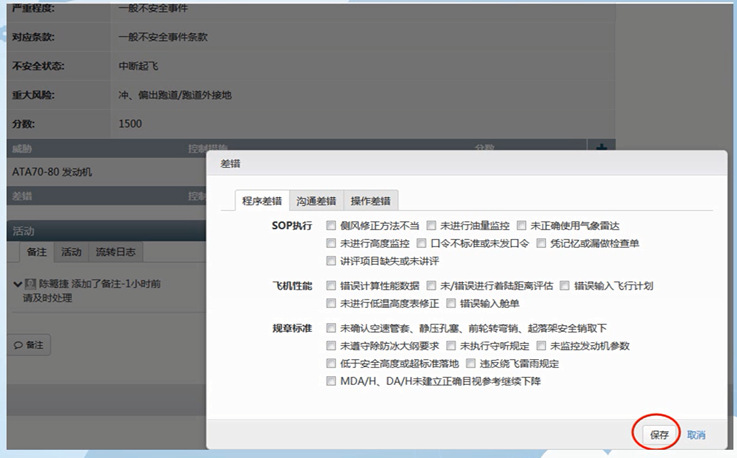 严重程度: 一般不安全事件
对应条款: 一般不安全事件条款
不安全状态: 中断起飞
重大风险: 冲、偏出跑道/跑道外接地
分数: 1500
威胁 控制措施 分数
ATA70-80 发动机
差错
活动
备注 活动 流转日志
添加了备注-1小时前
请及时处理
备注
差错
程序差错 沟通差错 操作差错
SOP执行 侧风修正方法不当 未进行油量监控 未正确使用气象雷达
未进行高度监控 口令不标准或未发口令 凭记忆或漏做检查单
讲评项目缺失或未讲评
飞机性能 错误计算性能数据 未/错误进行着陆距离评估 错误输入飞行计划
未进行低温高度表修正 错误输入舱单
规章标准 未确认空速管套、静压孔塞、前轮转弯销、起落架安全销取下
未遵守除防冰大纲要求 未执行守听规定 未监控发动机参数
低于安全高度或超标准落地 违反绕飞雷雨规定
MDA/H、DA/H未建立正确目视参考继续下降
保存 取消